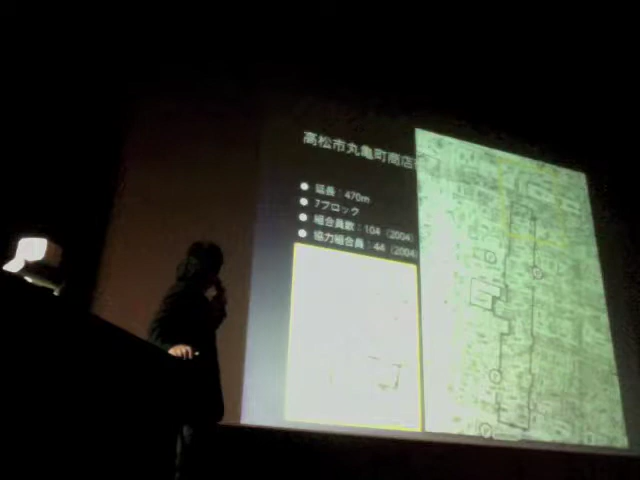 高松市丸亀町商店
延長：470m
7ブロック
組合員数：104（2004）
協力組合員：44（2004）